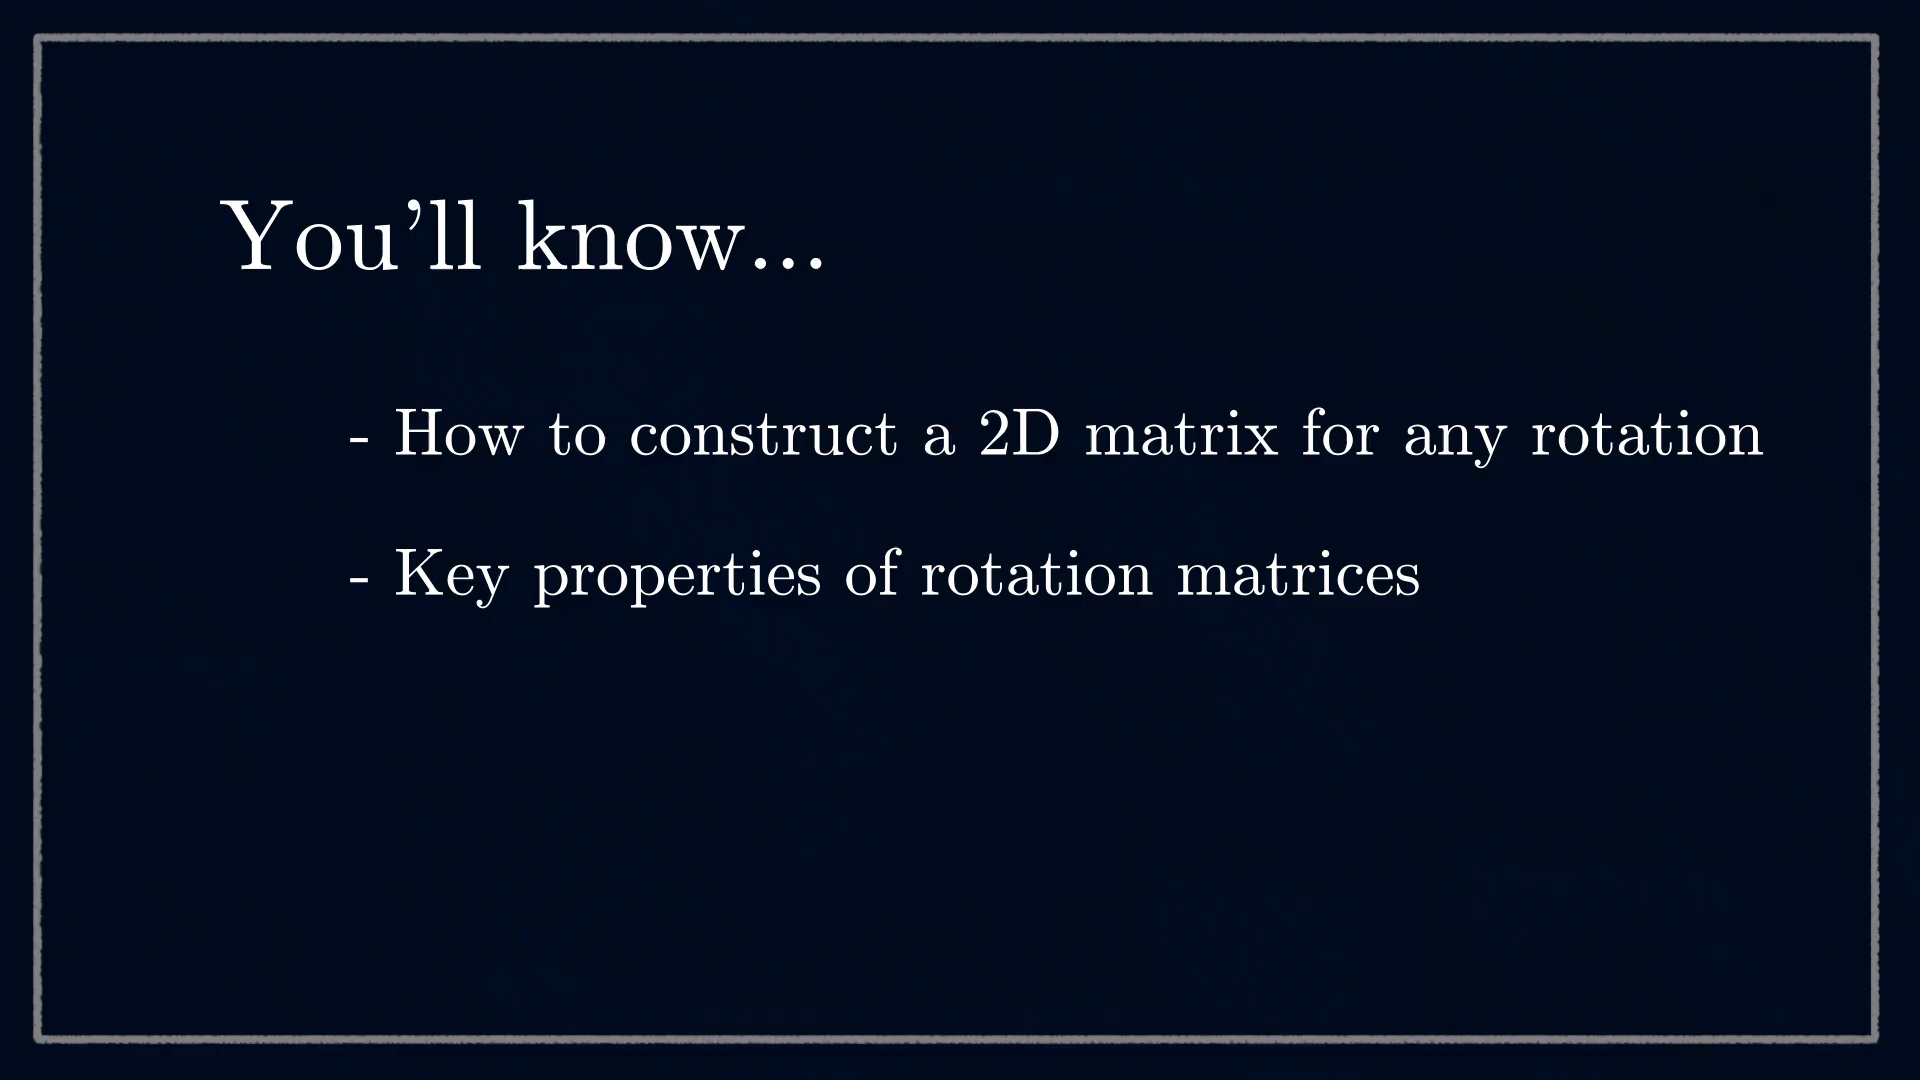 You’ll know...
- How to construct a 2D matrix for any rotation
- Key properties of rotation matrices